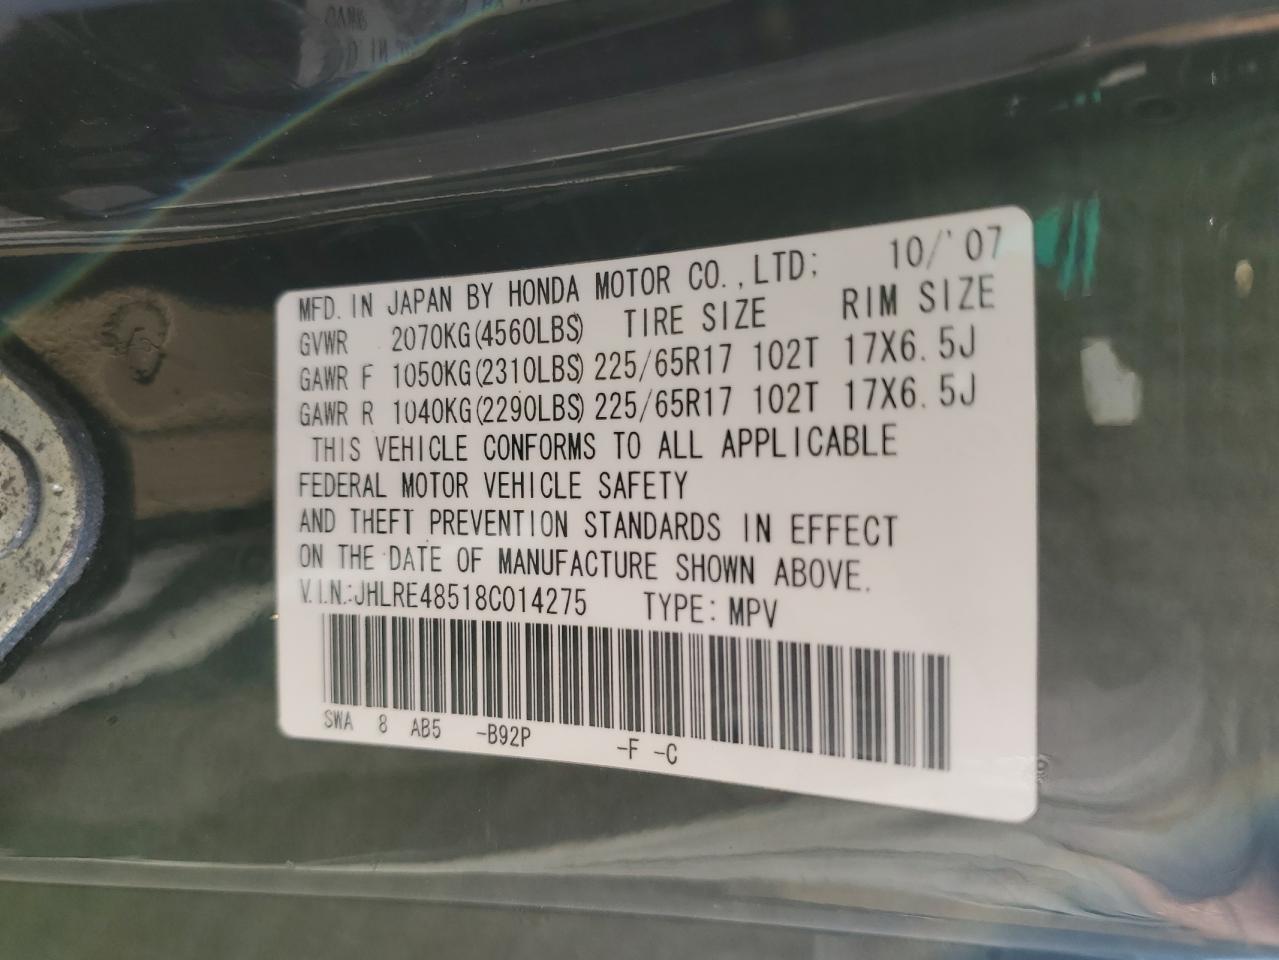 MFD. IN JAPAN BY HONDA MOTOR CO.,LTD; 10/'07
GVWR 2070KG(4560LBS) TIRE SIZE RIM SIZE
GAWR F 1050KG(2310LBS) 225/65R17 102T 17X6.5J
GAWR R 1040KG(2290LBS) 225/65R17 102T 17X6.5J
THIS VEHICLE CONFORMS TO ALL APPLICABLE
FEDERAL MOTOR VEHICLE SAFETY
AND THEFT PREVENTION STANDARDS IN EFFECT
ON THE DATE OF MANUFACTURE SHOWN ABOVE.
V.I.N.:JHLRE48518C014275 TYPE: MPV
SWA 8 AB5 -B92P -F -C